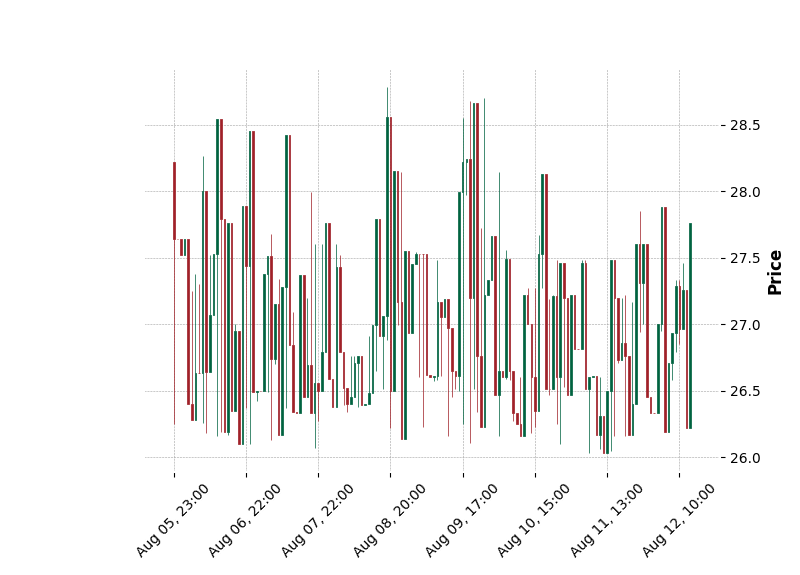 28.5
28.0
27.5
27.0
26.5
26.0
Price
Aug 05, 23:00
Aug 06, 22:00
Aug 07, 22:00
Aug 08, 20:00
Aug 09, 17:00
Aug 10, 15:00
Aug 11, 13:00
Aug 12, 10:00